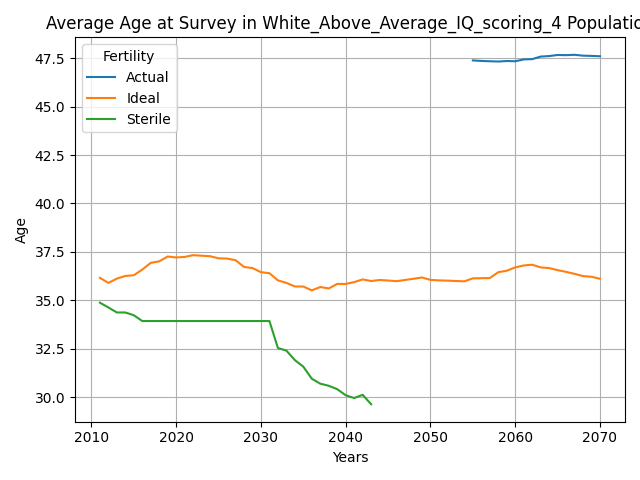 Average Age at Survey in White_Above_Average_IQ_scoring_4 Populatio
Fertility
Actual
Ideal
Sterile
47.5
45.0
42.5
40.0
37.5
35.0
32.5
30.0
Age
2010 2020 2030 2040 2050 2060 2070
Years